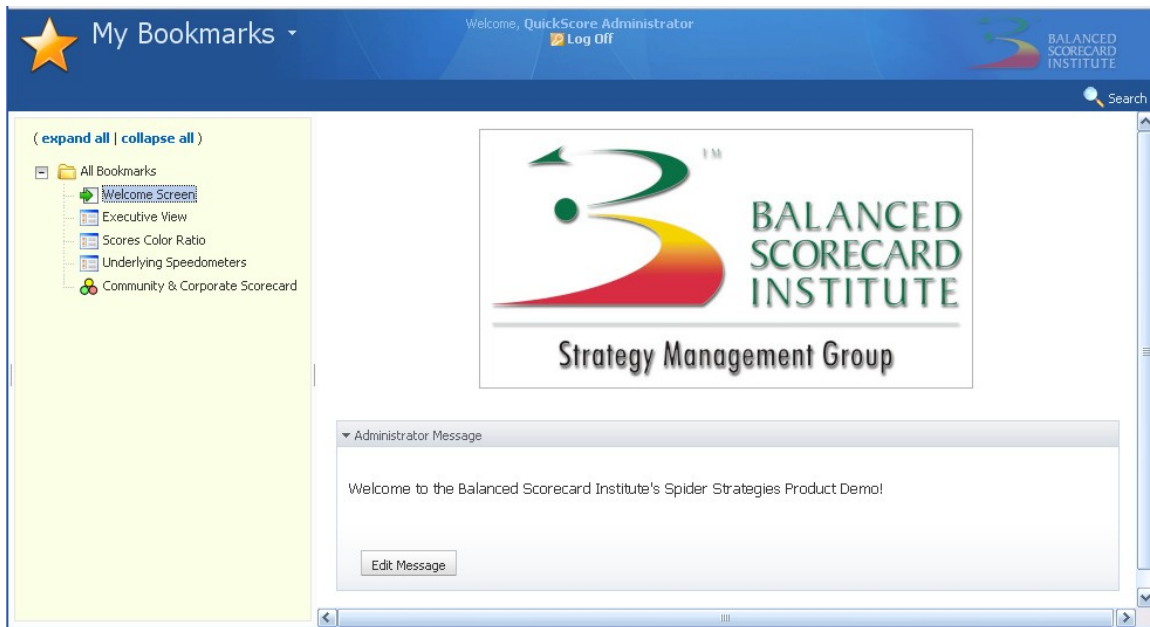 My Bookmarks
Welcome, QuickScore Administrator
Log Off
BALANCED
SCORECARD
INSTITUTE
Search
( expand all | collapse all )
All Bookmarks
Welcome Screen
Executive View
Scores Color Ratio
Underlying Speedometers
Community & Corporate Scorecard
TM
BALANCED
SCORECARD
INSTITUTE
Strategy Management Group
Administrator Message
Welcome to the Balanced Scorecard Institute's Spider Strategies Product Demo!
Edit Message